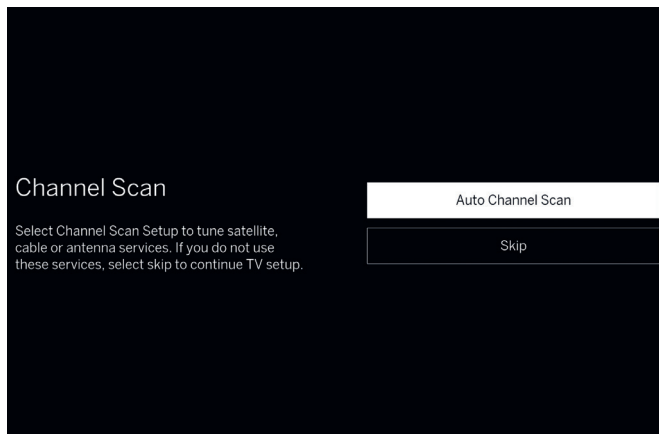 Channel Scan
Select Channel Scan Setup to tune satellite,
cable or antenna services. If you do not use
these services, select skip to continue TV setup.
Auto Channel Scan
Skip